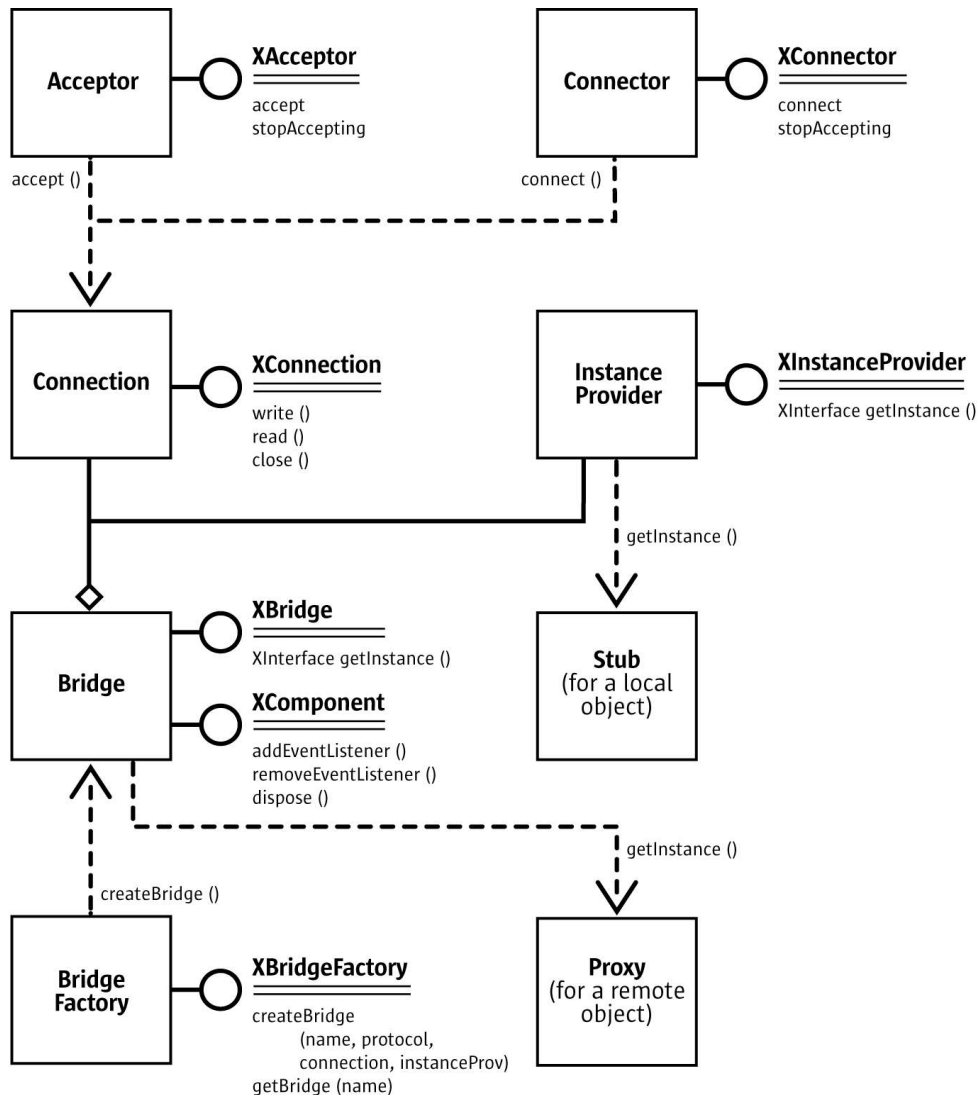 Acceptor
XAcceptor
accept
stopAccepting
Connector
XConnector
connect
stopAccepting
accept ()
connect ()
Connection
XConnection
write ()
read ()
close ()
Instance
Provider
XInstanceProvider
XInterface getInstance ()
getInstance ()
Bridge
XBridge
XInterface getInstance ()
XComponent
addEventListener ()
removeEventListener ()
dispose ()
Stub
(for a local
object)
createBridge ()
getInstance ()
Bridge
Factory
XBridgeFactory
createBridge
(name, protocol,
connection, instanceProv)
getBridge (name)
Proxy
(for a remote
object)